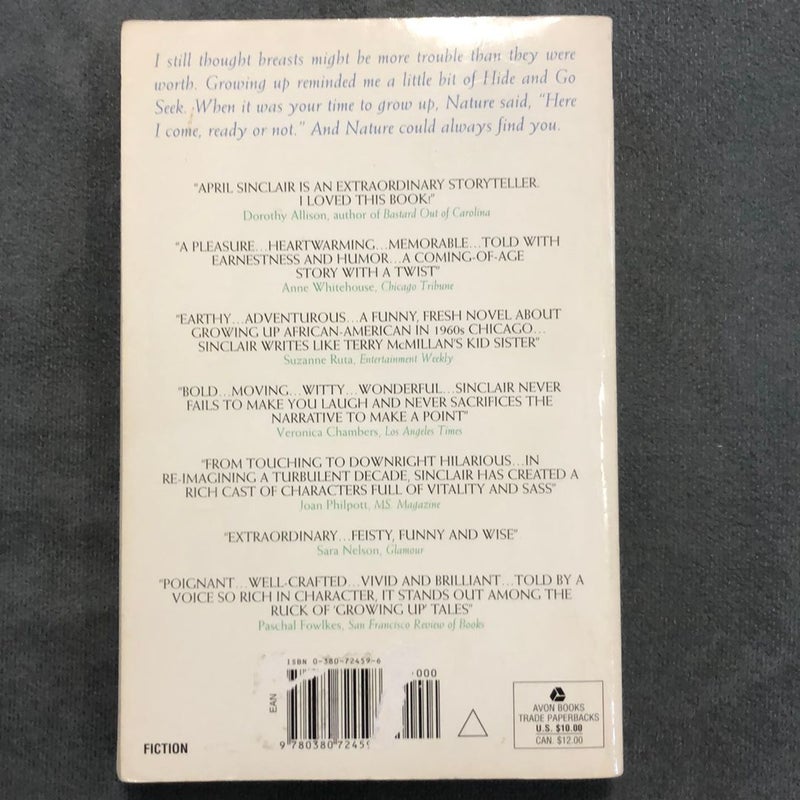 I still thought breasts might be more trouble than they were
worth. Growing up reminded me a little bit of Hide and Go
Seek. When it was your time to grow up, Nature said, "Here
I come, ready or not." And Nature could always find you.
"APRIL SINCLAIR IS AN EXTRAORDINARY STORYTELLER.
I LOVED THIS BOOK!"
Dorothy Allison, author of Bastard Out of Carolina
"A PLEASURE...HEARTWARMING...MEMORABLE...TOLD WITH
EARNESTNESS AND HUMOR...A COMING-OF-AGE
STORY WITH A TWIST"
Anne Whitehouse, Chicago Tribune
"EARTHY...ADVENTUROUS...A FUNNY, FRESH NOVEL ABOUT
GROWING UP AFRICAN-AMERICAN IN 1960s CHICAGO...
SINCLAIR WRITES LIKE TERRY McMILLAN'S KID SISTER"
Suzanne Ruta, Entertainment Weekly
"BOLD...MOVING...WITTY...WONDERFUL...SINCLAIR NEVER
FAILS TO MAKE YOU LAUGH AND NEVER SACRIFICES THE
NARRATIVE TO MAKE A POINT"
Veronica Chambers, Los Angeles Times
"FROM TOUCHING TO DOWNRIGHT HILARIOUS...IN
RE-IMAGINING A TURBULENT DECADE, SINCLAIR HAS CREATED A
RICH CAST OF CHARACTERS FULL OF VITALITY AND SASS"
Joan Philpott, MS. Magazine
"EXTRAORDINARY...FEISTY, FUNNY AND WISE"
Sara Nelson, Glamour
"POIGNANT...WELL-CRAFTED...VIVID AND BRILLIANT...TOLD BY A
VOICE SO RICH IN CHARACTER, IT STANDS OUT AMONG THE
RUCK OF 'GROWING UP' TALES"
Paschal Fowlkes, San Francisco Review of Books
ISBN 0-380-72459-6
000
EAN
9 780380 72459
AVON BOOKS
TRADE PAPERBACKS
U.S. $10.00
CAN. $12.00
FICTION